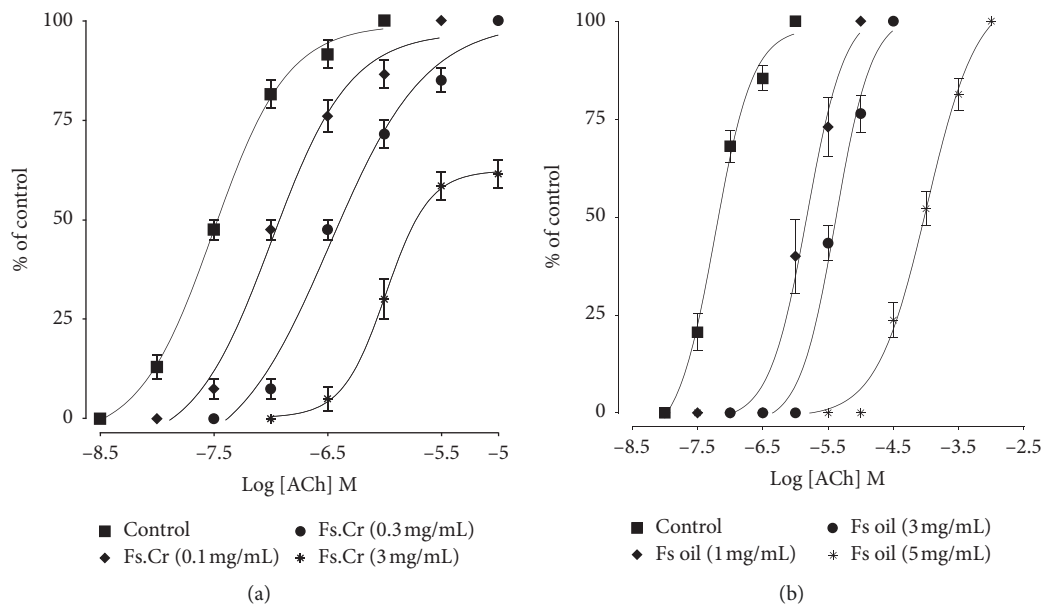 100
75
50
25
0
% of control
−8.5 −7.5 −6.5 −5.5 −5
Log [ACh] M
Control
Fs.Cr (0.1 mg/mL)
Fs.Cr (0.3 mg/mL)
Fs.Cr (3 mg/mL)
(a)
100
75
50
25
0
% of control
−8.5 −7.5 −6.5 −5.5 −4.5 −3.5 −2.5
Log [ACh] M
Control
Fs oil (1 mg/mL)
Fs oil (3 mg/mL)
Fs oil (5 mg/mL)
(b)